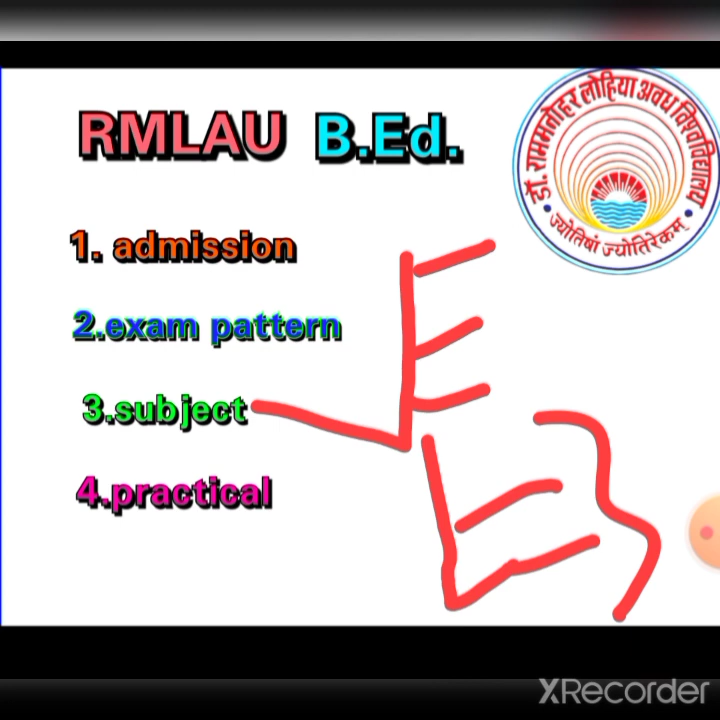 RMLAU B.Ed.
डॉ. राममनोहर लोहिया अवध विश्वविद्यालय
ज्योतिषां ज्योतिरेकम्
1. admission
2.exam pattern
3.subject
4.practical
XRecorder